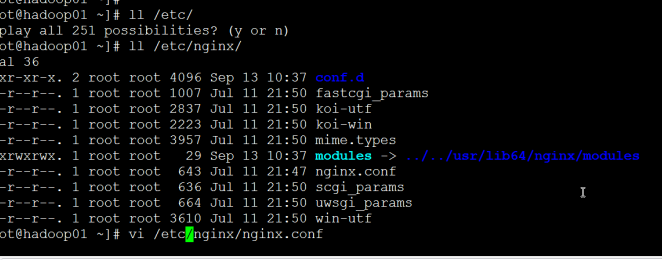 ot@hadoop01 ~]#
ot@hadoop01 ~]# ll /etc/
play all 251 possibilities? (y or n)
ot@hadoop01 ~]# ll /etc/nginx/
al 36
xr-xr-x. 2 root root 4096 Sep 13 10:37 conf.d
-r--r--. 1 root root 1007 Jul 11 21:50 fastcgi_params
-r--r--. 1 root root 2837 Jul 11 21:50 koi-utf
-r--r--. 1 root root 2223 Jul 11 21:50 koi-win
-r--r--. 1 root root 3957 Jul 11 21:50 mime.types
xrwxrwx. 1 root root 29 Sep 13 10:37 modules -> ../../usr/lib64/nginx/modules
-r--r--. 1 root root 643 Jul 11 21:47 nginx.conf
-r--r--. 1 root root 636 Jul 11 21:50 scgi_params
-r--r--. 1 root root 664 Jul 11 21:50 uwsgi_params
-r--r--. 1 root root 3610 Jul 11 21:50 win-utf
ot@hadoop01 ~]# vi /etc/nginx/nginx.conf